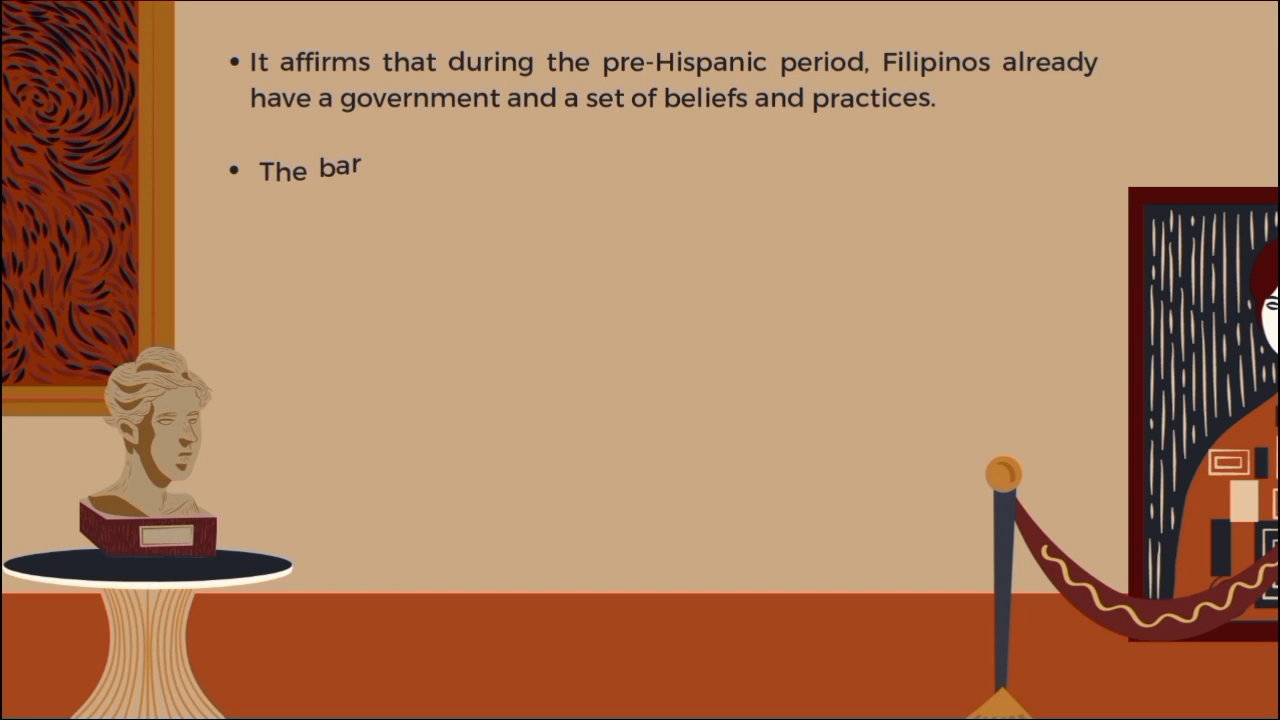 • It affirms that during the pre-Hispanic period, Filipinos already
have a government and a set of beliefs and practices.
• The bar